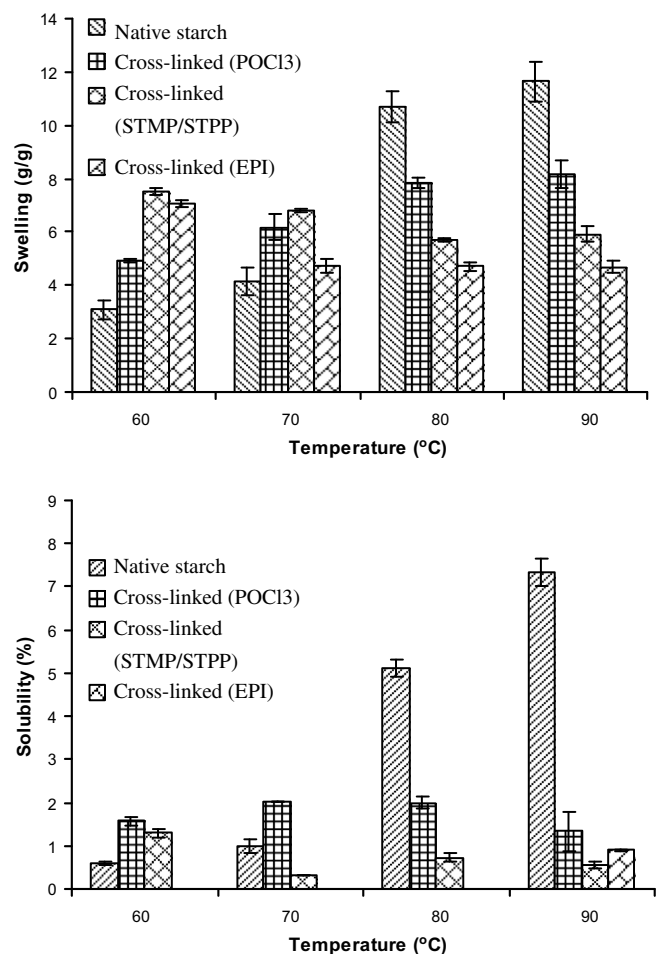 14
12
10
8
6
4
2
0
Swelling (g/g)
Native starch
Cross-linked (POCl3)
Cross-linked
(STMP/STPP)
Cross-linked (EPI)
60 70 80 90
Temperature (ºC)
9
8
7
6
5
4
3
2
1
0
Solubility (%)
Native starch
Cross-linked (POCl3)
Cross-linked
(STMP/STPP)
Cross-linked (EPI)
60 70 80 90
Temperature (ºC)